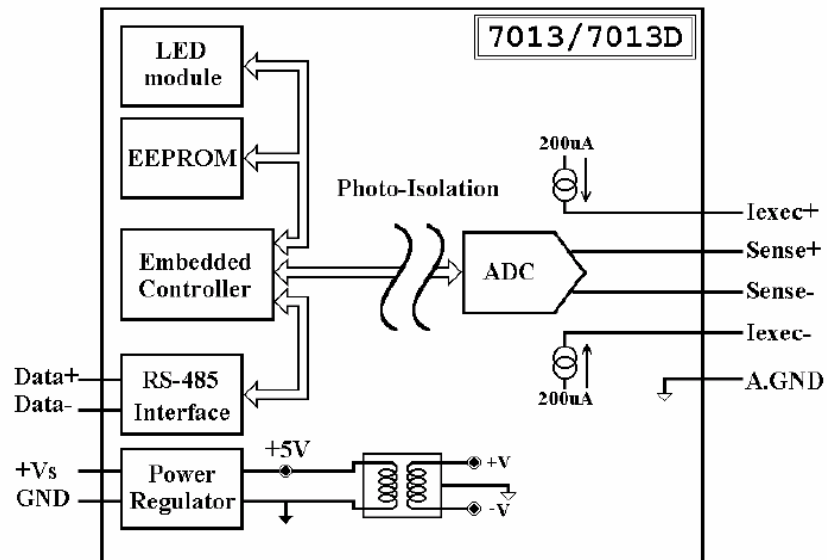 7013/7013D
LED
module
EEPROM
200uA
Photo-Isolation
Iexec+
Embedded
Controller
ADC
Sense+
Sense-
Iexec-
200uA
A.GND
Data+
Data-
RS-485
Interface
+5V
+Vs
GND
Power
Regulator
+V
-V